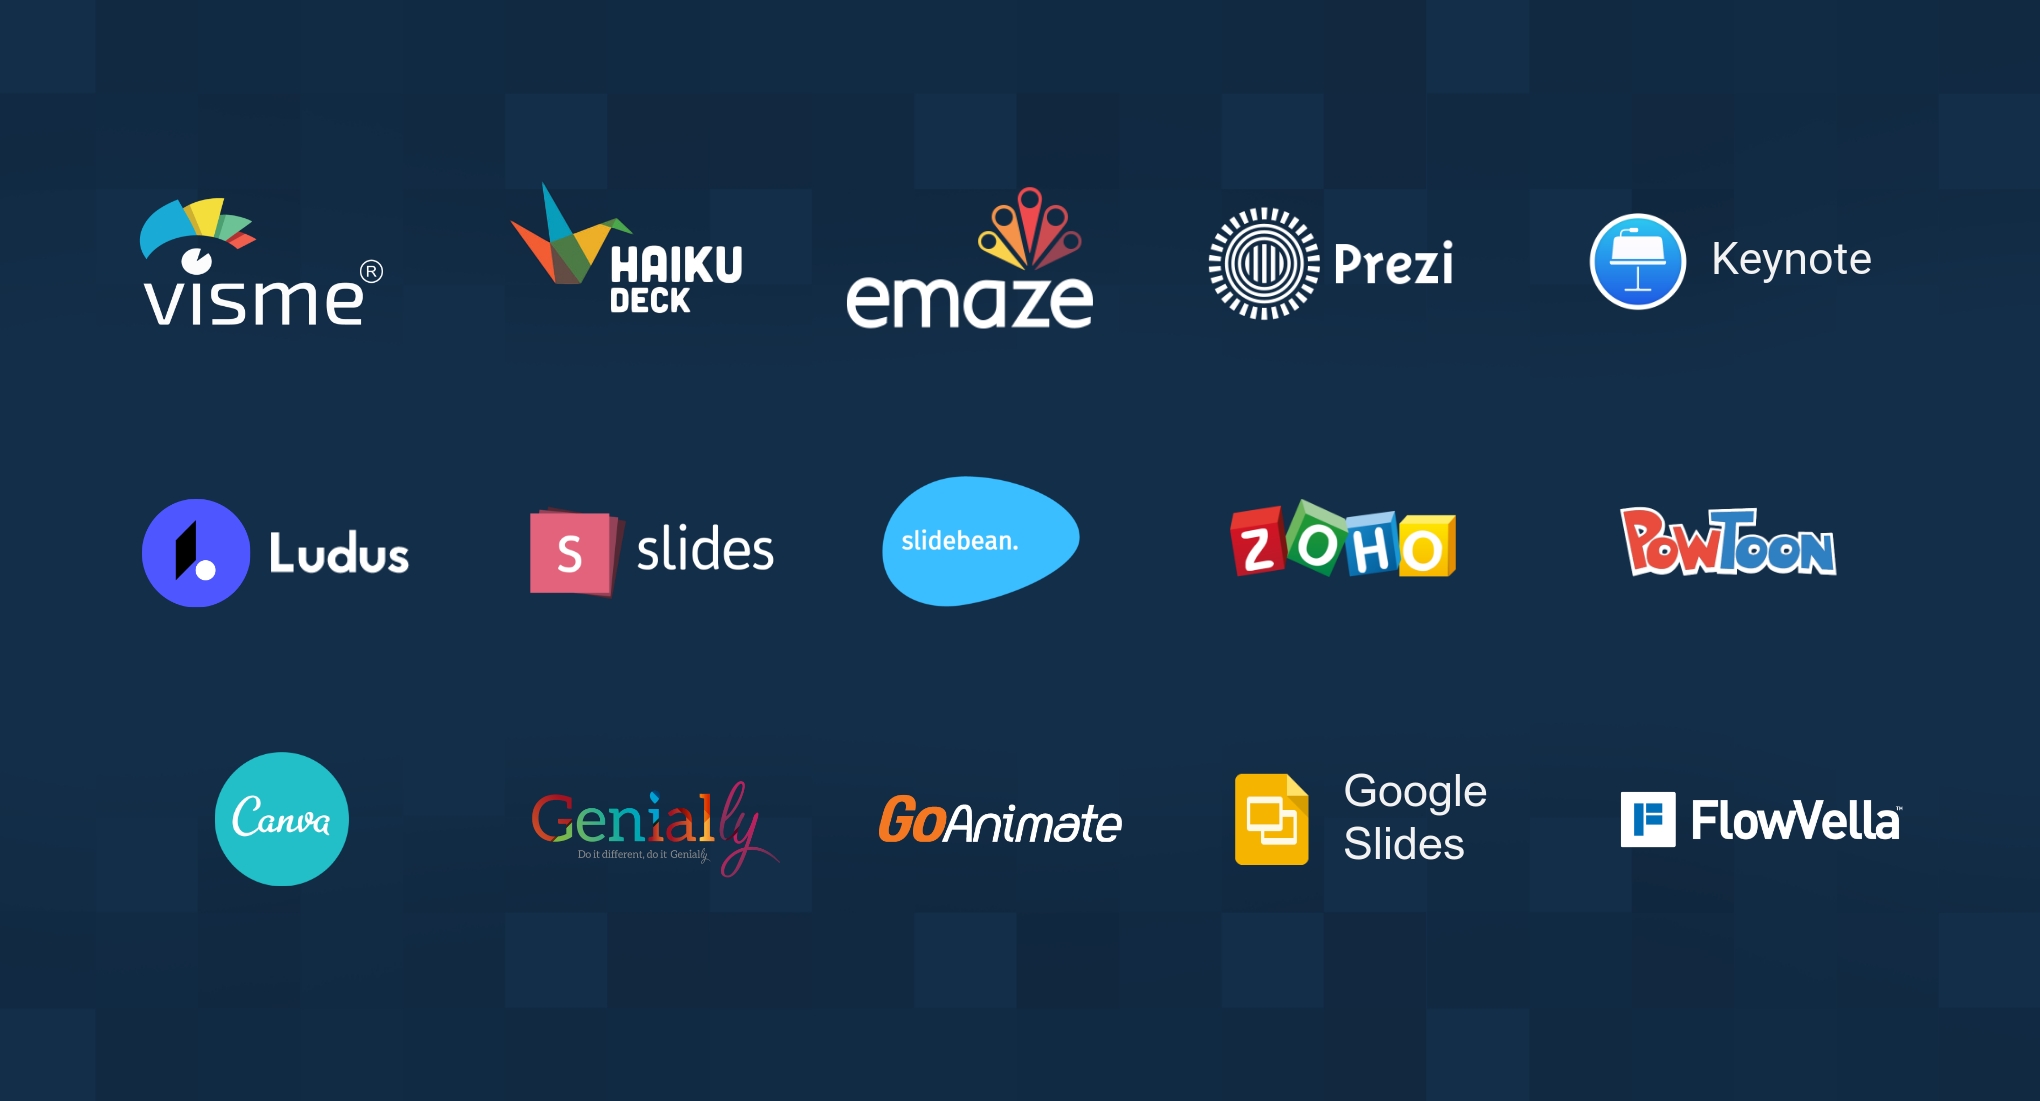 visme®
HAIKU
DECK
emaze
Prezi
Keynote
Ludus
S slides
slidebean.
ZOHO
PowToon
Canva
Genially
Do it different, do it Genially
GoAnimate
Google
Slides
F FlowVella™